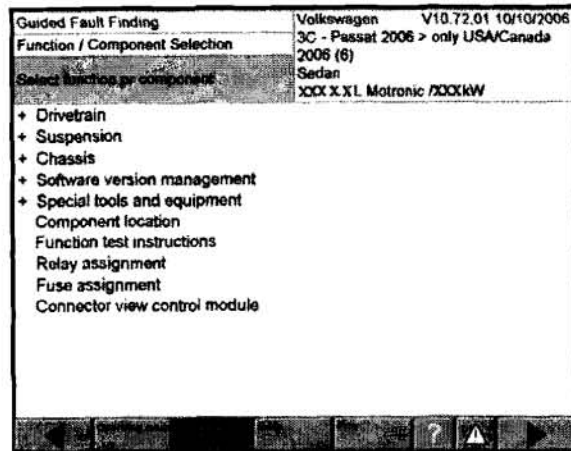 Guided Fault Finding
Function / Component Selection
Select function or component
Volkswagen V10.72.01 10/10/2006
3C - Passat 2006 > only USA/Canada
2006 (6)
Sedan
XXX X.XL Motronic /XXXkW
+ Drivetrain
+ Suspension
+ Chassis
+ Software version management
+ Special tools and equipment
Component location
Function test instructions
Relay assignment
Fuse assignment
Connector view control module
?